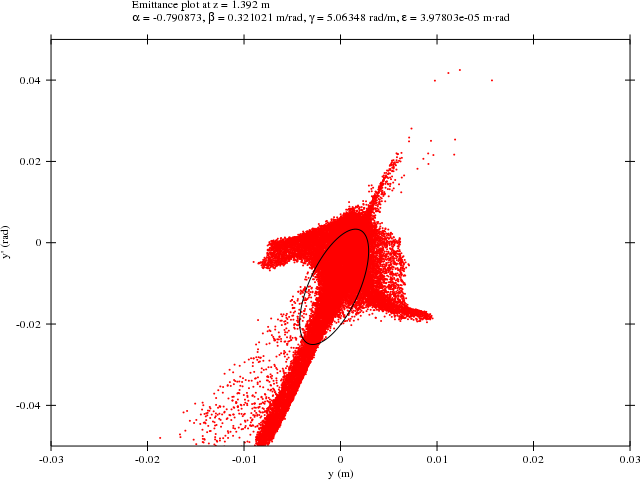 Emittance plot at z = 1.392 m
α = -0.790873, β = 0.321021 m/rad, γ = 5.06348 rad/m, ε = 3.97803e-05 m·rad
0.04
0.02
0
-0.02
-0.04
y' (rad)
-0.03 -0.02 -0.01 0 0.01 0.02 0.03
y (m)